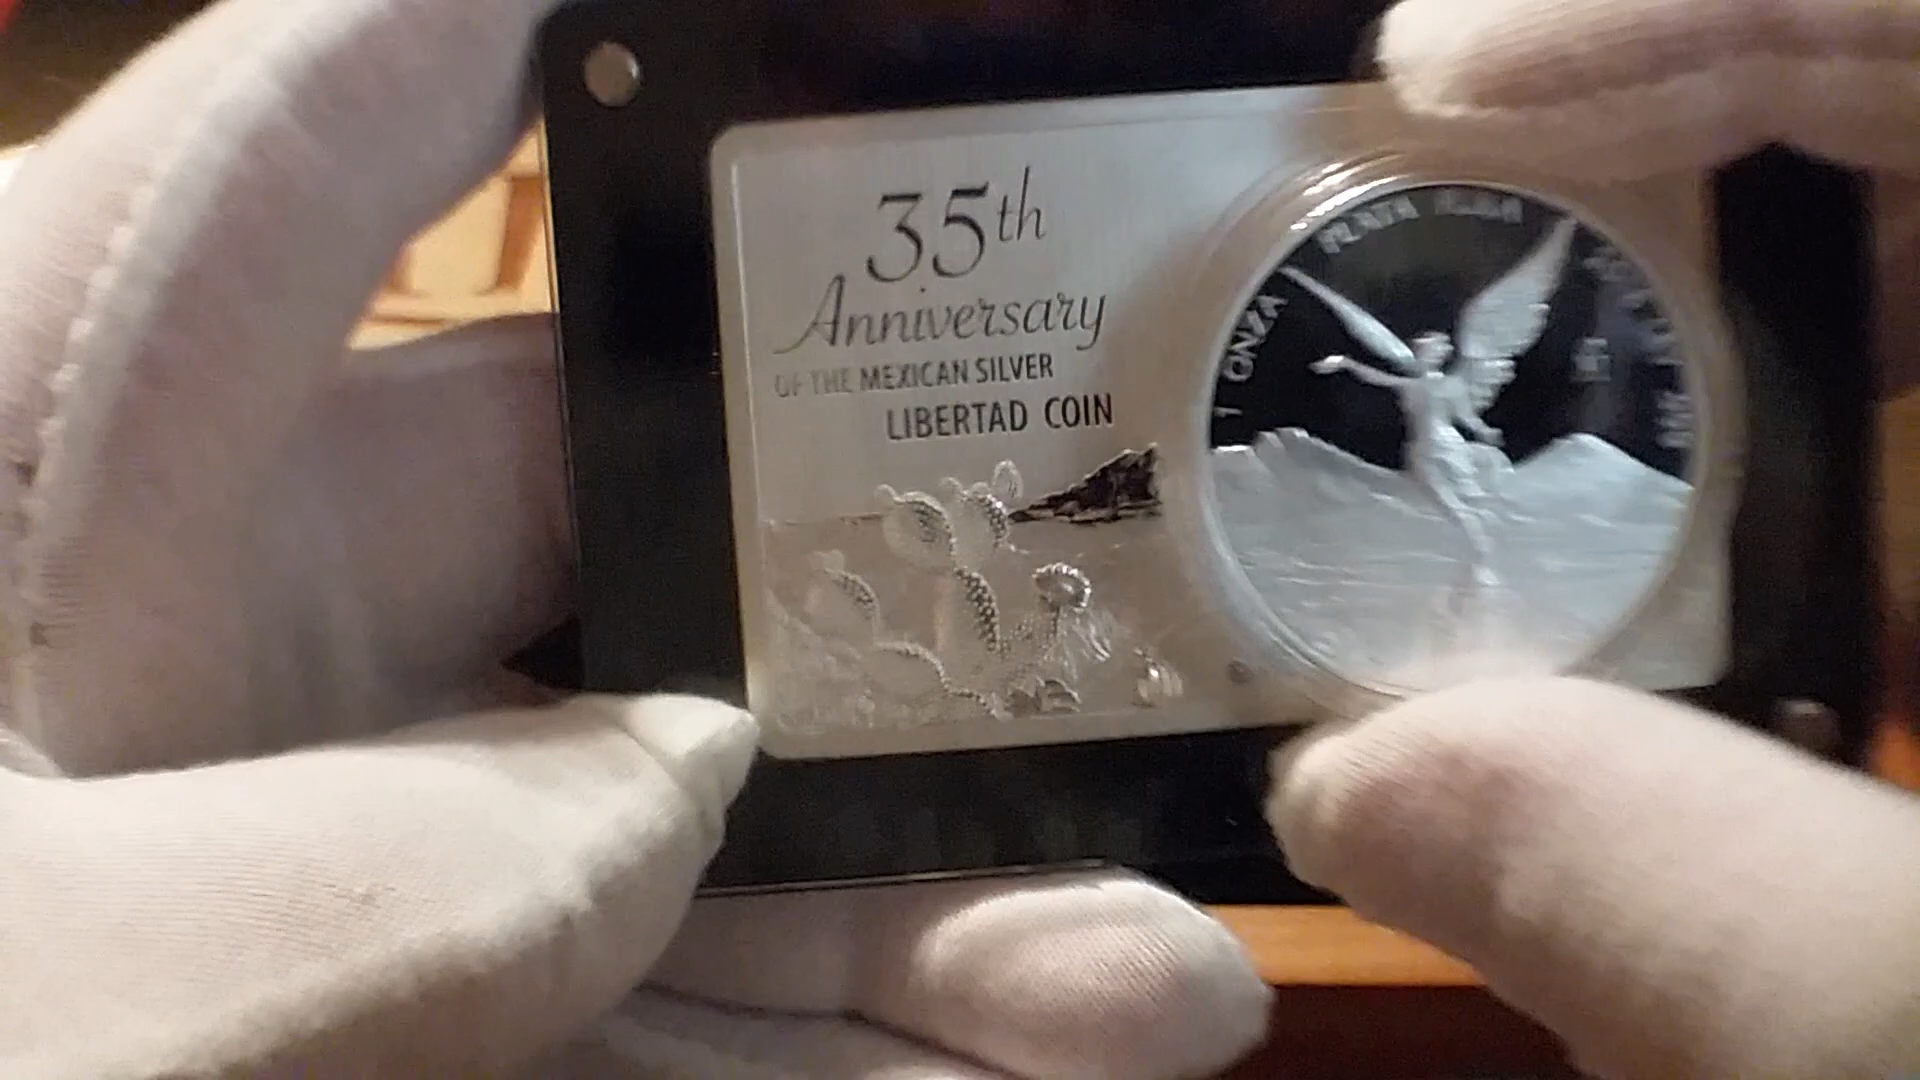 35th
Anniversary
OF THE MEXICAN SILVER
LIBERTAD COIN
1 ONZA
PLATA PURA